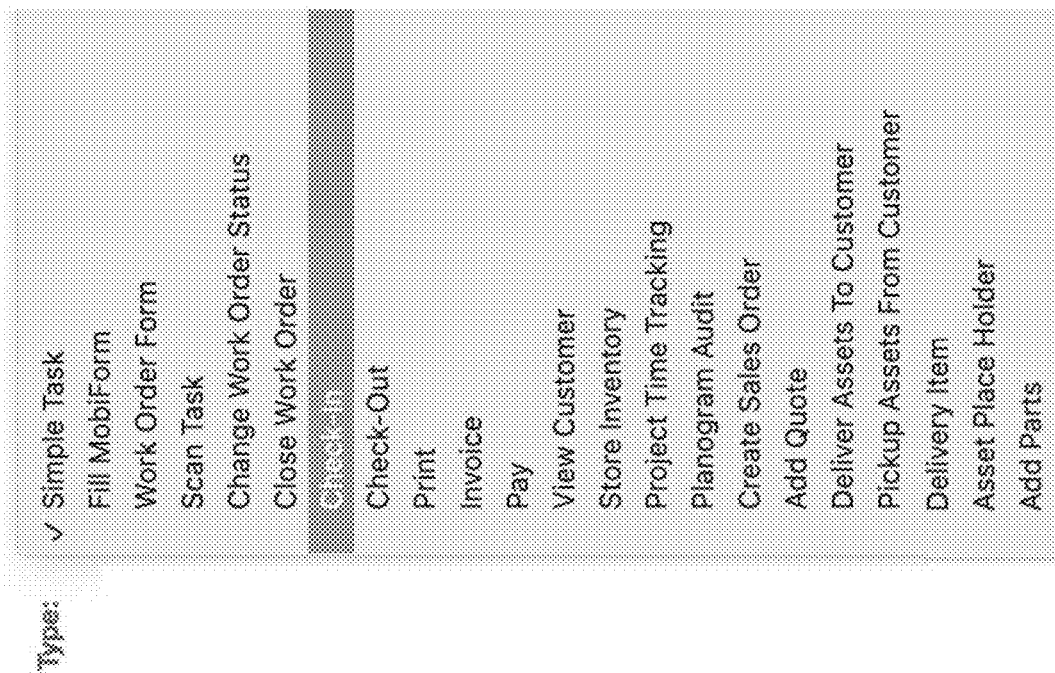 Type:
✓ Simple Task
Fill MobiForm
Work Order Form
Scan Task
Change Work Order Status
Close Work Order
Check-In
Check-Out
Print
Invoice
Pay
View Customer
Store Inventory
Project Time Tracking
Planogram Audit
Create Sales Order
Add Quote
Deliver Assets To Customer
Pickup Assets From Customer
Delivery Item
Asset Place Holder
Add Parts